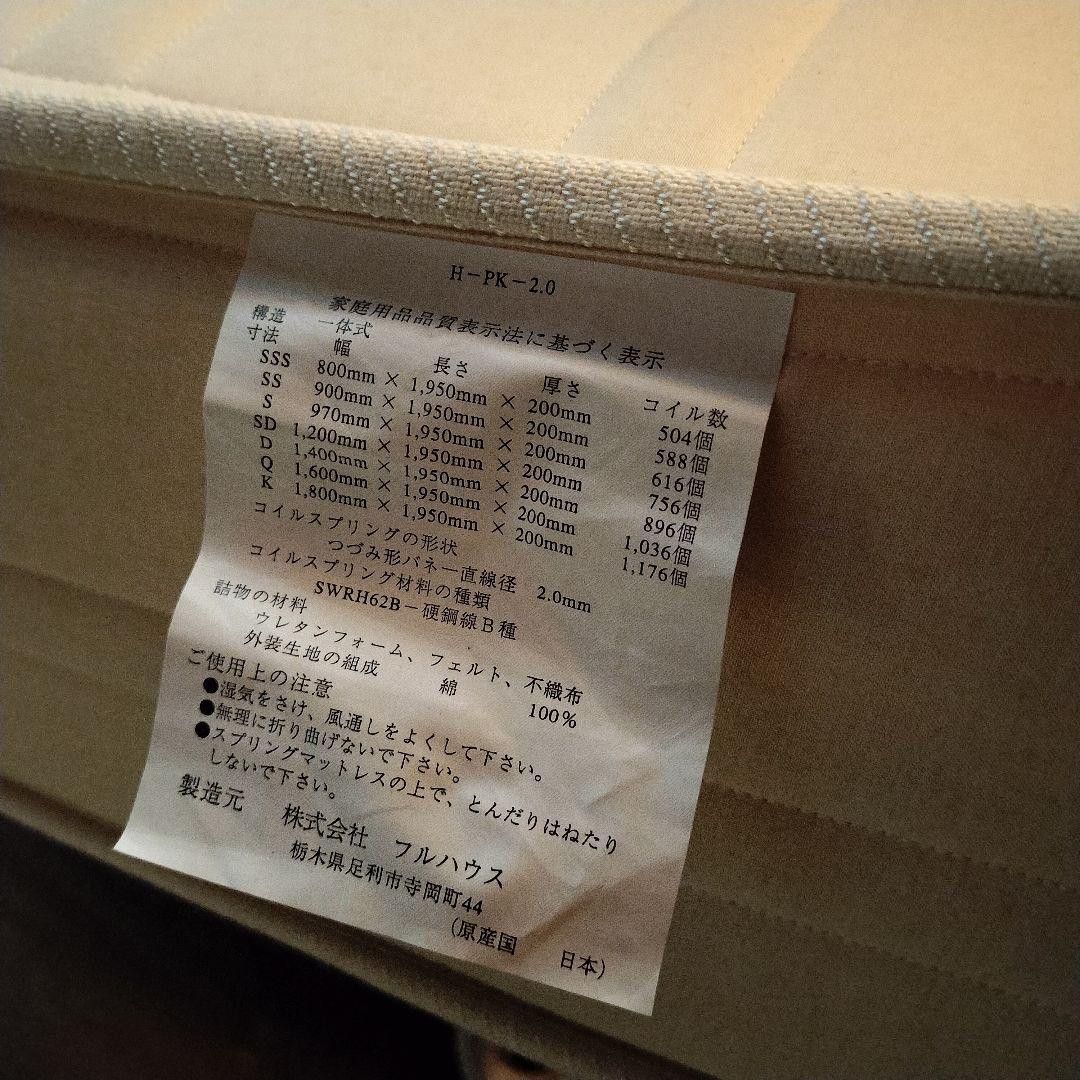 H-PK-2.0
家庭用品品質表示法に基づく表示
構造 一体式
寸法 幅 長さ 厚さ コイル数
SSS 800mm × 1,950mm × 200mm 504個
SS 900mm × 1,950mm × 200mm 588個
S 970mm × 1,950mm × 200mm 616個
SD 1,200mm × 1,950mm × 200mm 756個
D 1,400mm × 1,950mm × 200mm 896個
Q 1,600mm × 1,950mm × 200mm 1,036個
K 1,800mm × 1,950mm × 200mm 1,176個
コイルスプリングの形状
つづみ形バネー直線径 2.0mm
コイルスプリング材料の種類
SWRH62B-硬鋼線B種
詰物の材料
ウレタンフォーム、フェルト、不織布
外装生地の組成 綿 100%
ご使用上の注意
●湿気をさけ、風通しをよくして下さい。
●無理に折り曲げないで下さい。
●スプリングマットレスの上で、とんだりはねたり
しないで下さい。
製造元 株式会社 フルハウス
栃木県足利市寺岡町44
(原産国 日本)